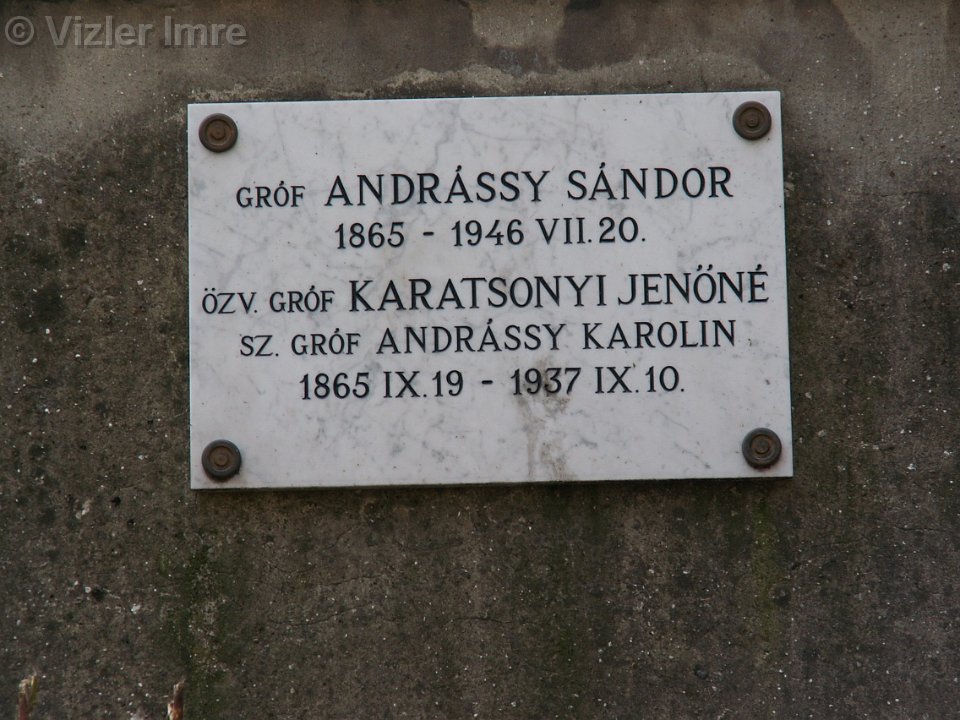 © Vizler Imre
GRÓF ANDRÁSSY SÁNDOR
1865 - 1946 VII. 20.
ÖZV. GRÓF KARATSONYI JENŐNÉ
SZ. GRÓF ANDRÁSSY KAROLIN
1865 IX. 19 - 1937 IX. 10.